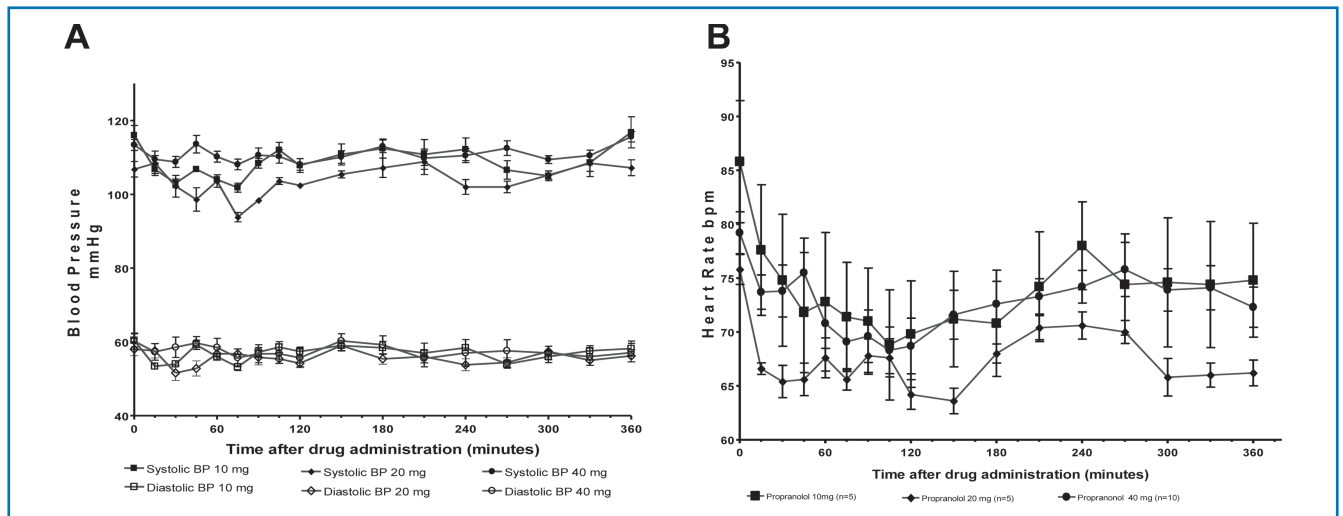 A
B
Blood Pressure
mmHg
120
100
80
60
40
0 60 120 180 240 300 360
Time after drug administration (minutes)
Systolic BP 10 mg Systolic BP 20 mg Systolic BP 40 mg
Diastolic BP 10 mg Diastolic BP 20 mg Diastolic BP 40 mg
Heart Rate bpm
95
90
85
80
75
70
65
60
0 60 120 180 240 300 360
Time after drug administration (minutes)
Propranolol 10mg (n=5) Propranolol 20 mg (n=5) Propranonol 40 mg (n=10)